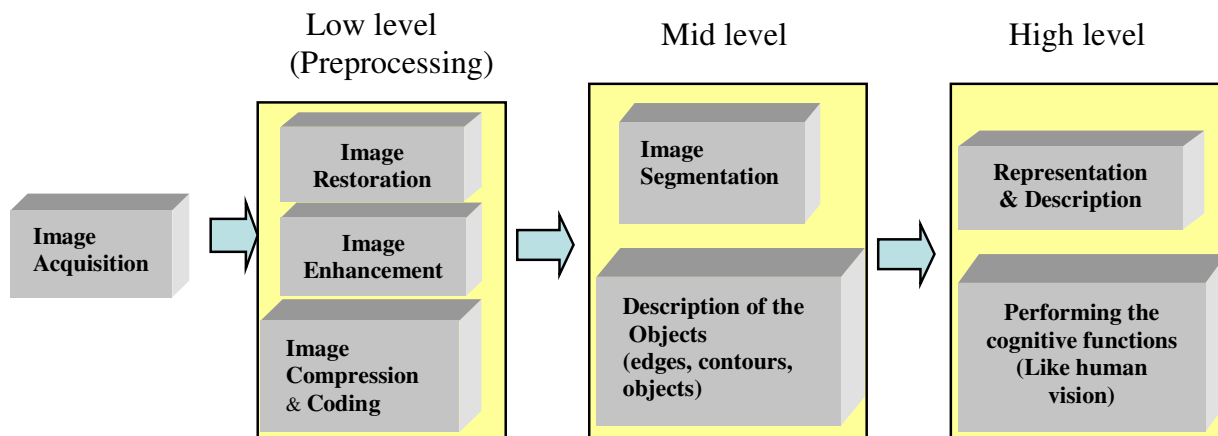 Low level
(Preprocessing)
Mid level
High level
Image
Acquisition
Image
Restoration
Image
Enhancement
Image
Compression
& Coding
Image
Segmentation
Description of the
Objects
(edges, contours,
objects)
Representation
& Description
Performing the
cognitive functions
(Like human
vision)